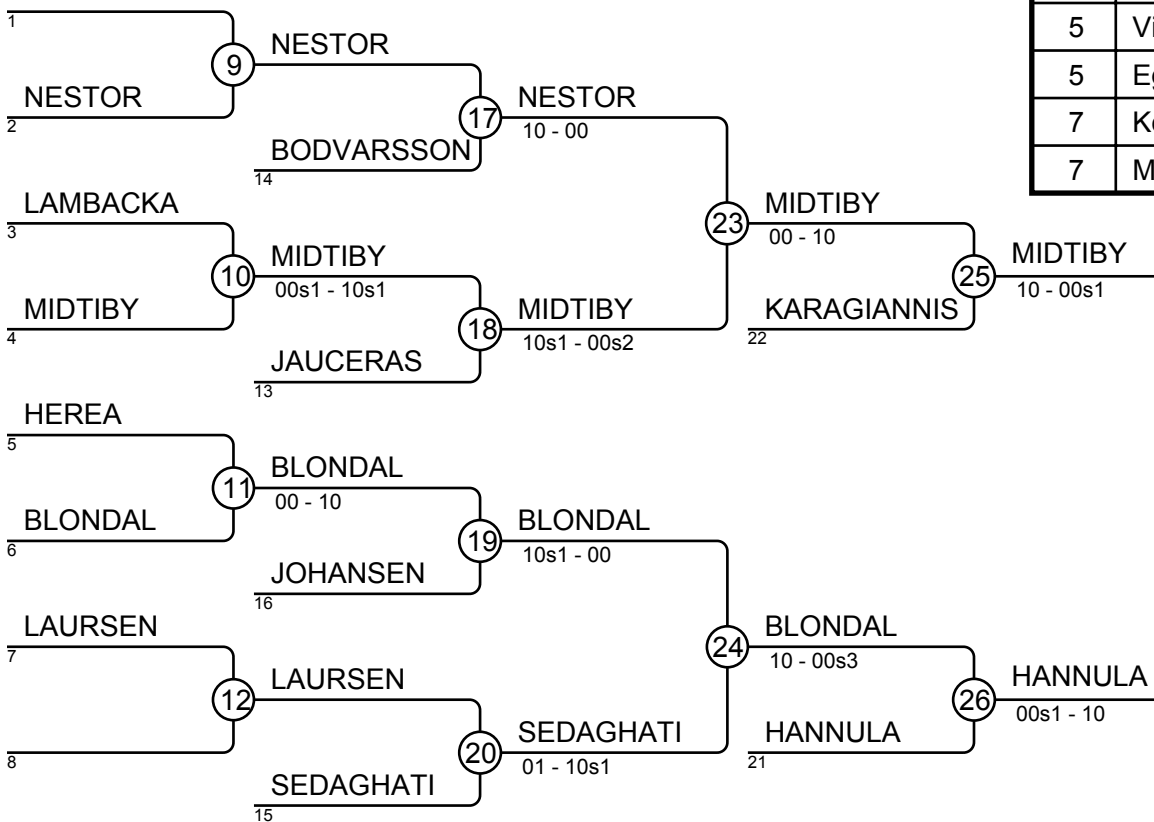 1
9
NESTOR
NESTOR
2
17
NESTOR
10 - 00
BODVARSSON
14
LAMBACKA
3
10
MIDTIBY
00s1 - 10s1
MIDTIBY
4
18
MIDTIBY
10s1 - 00s2
JAUCERAS
13
23
MIDTIBY
00 - 10
KARAGIANNIS
22
25
MIDTIBY
10 - 00s1
HEREA
5
11
BLONDAL
00 - 10
BLONDAL
6
19
BLONDAL
10s1 - 00
JOHANSEN
16
LAURSEN
7
12
LAURSEN
8
20
SEDAGHATI
01 - 10s1
SEDAGHATI
15
24
BLONDAL
10 - 00s3
HANNULA
21
26
HANNULA
00s1 - 10
5 Vi
5
7
7 M